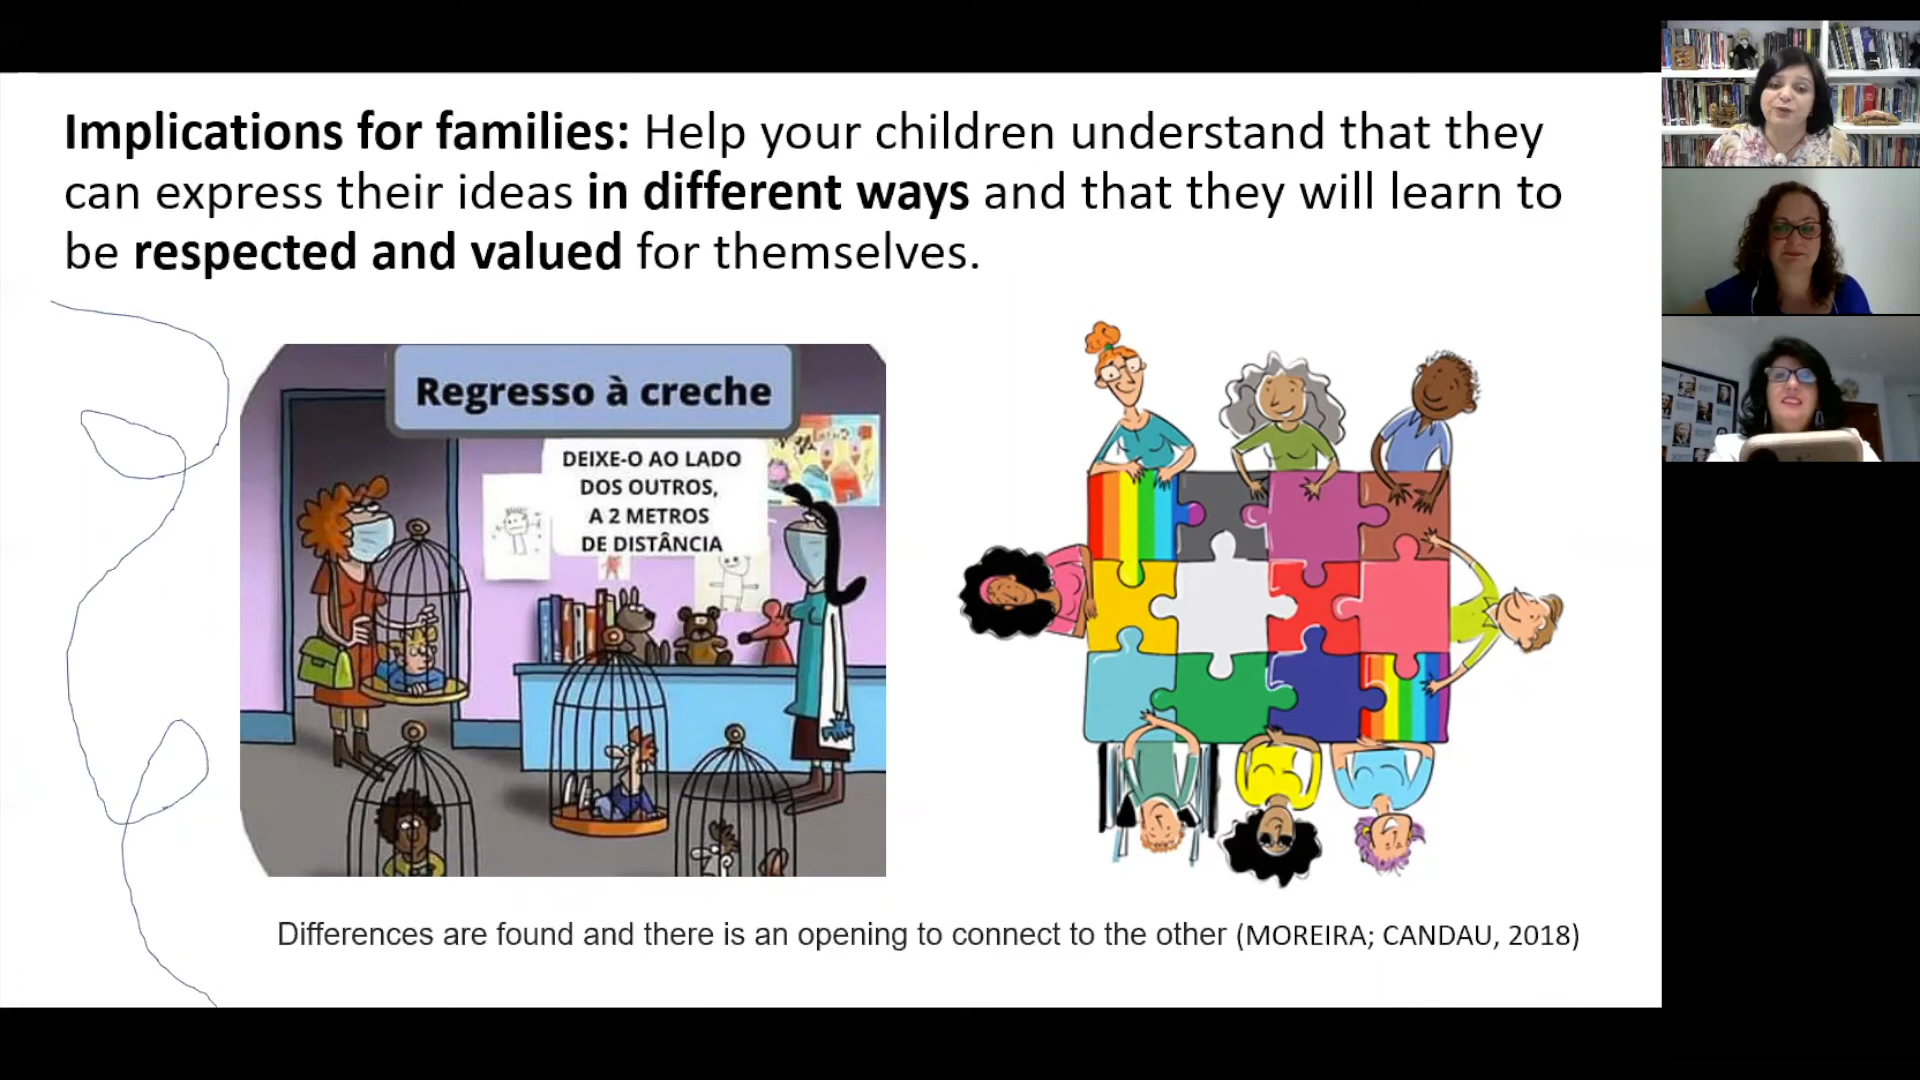 Implications for families: Help your children understand that they
can express their ideas in different ways and that they will learn to
be respected and valued for themselves.
Regresso à creche
DEIXE-O AO LADO
DOS OUTROS,
A 2 METROS
DE DISTÂNCIA
Differences are found and there is an opening to connect to the other (MOREIRA; CANDAU, 2018)